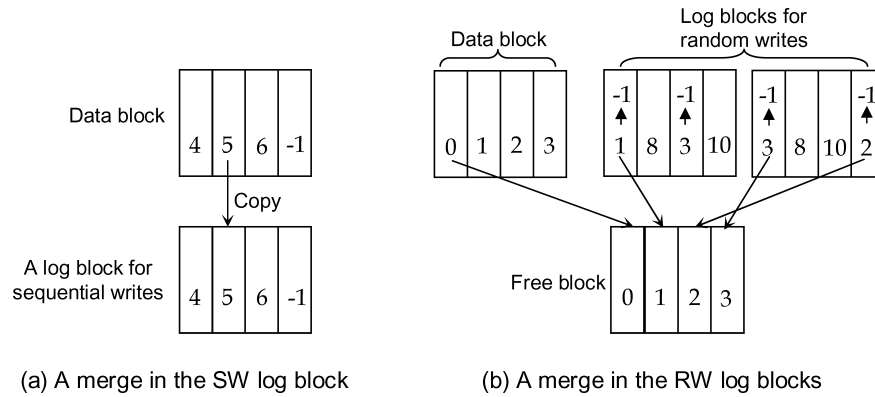 Data block
4 5 6 -1
Copy
A log block for
sequential writes
4 5 6 -1
(a) A merge in the SW log block
Data block
Log blocks for
random writes
-1 -1 -1 -1
0 1 2 3 1 8 3 10 3 8 10 2
Free block
0 1 2 3
(b) A merge in the RW log blocks